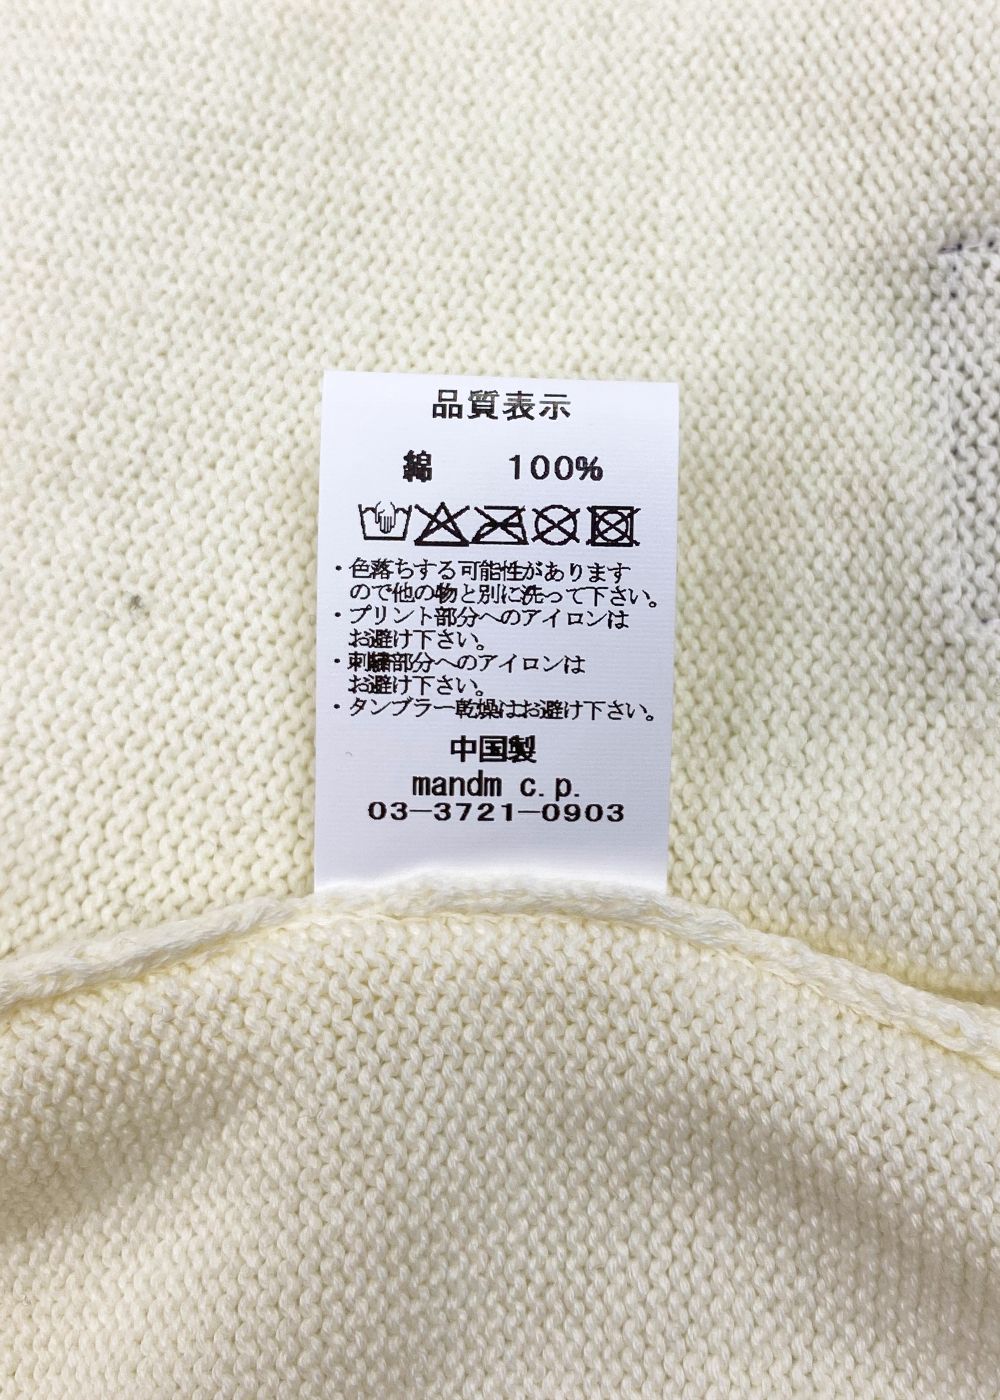 品質表示
綿 100%
・色落ちする可能性があります
ので他の物と別に洗って下さい。
・プリント部分へのアイロンは
お避け下さい。
・刺繍部分へのアイロンは
お避け下さい。
・タンブラー乾燥はお避け下さい。
中国製
mandm c.p.
03-3721-0903